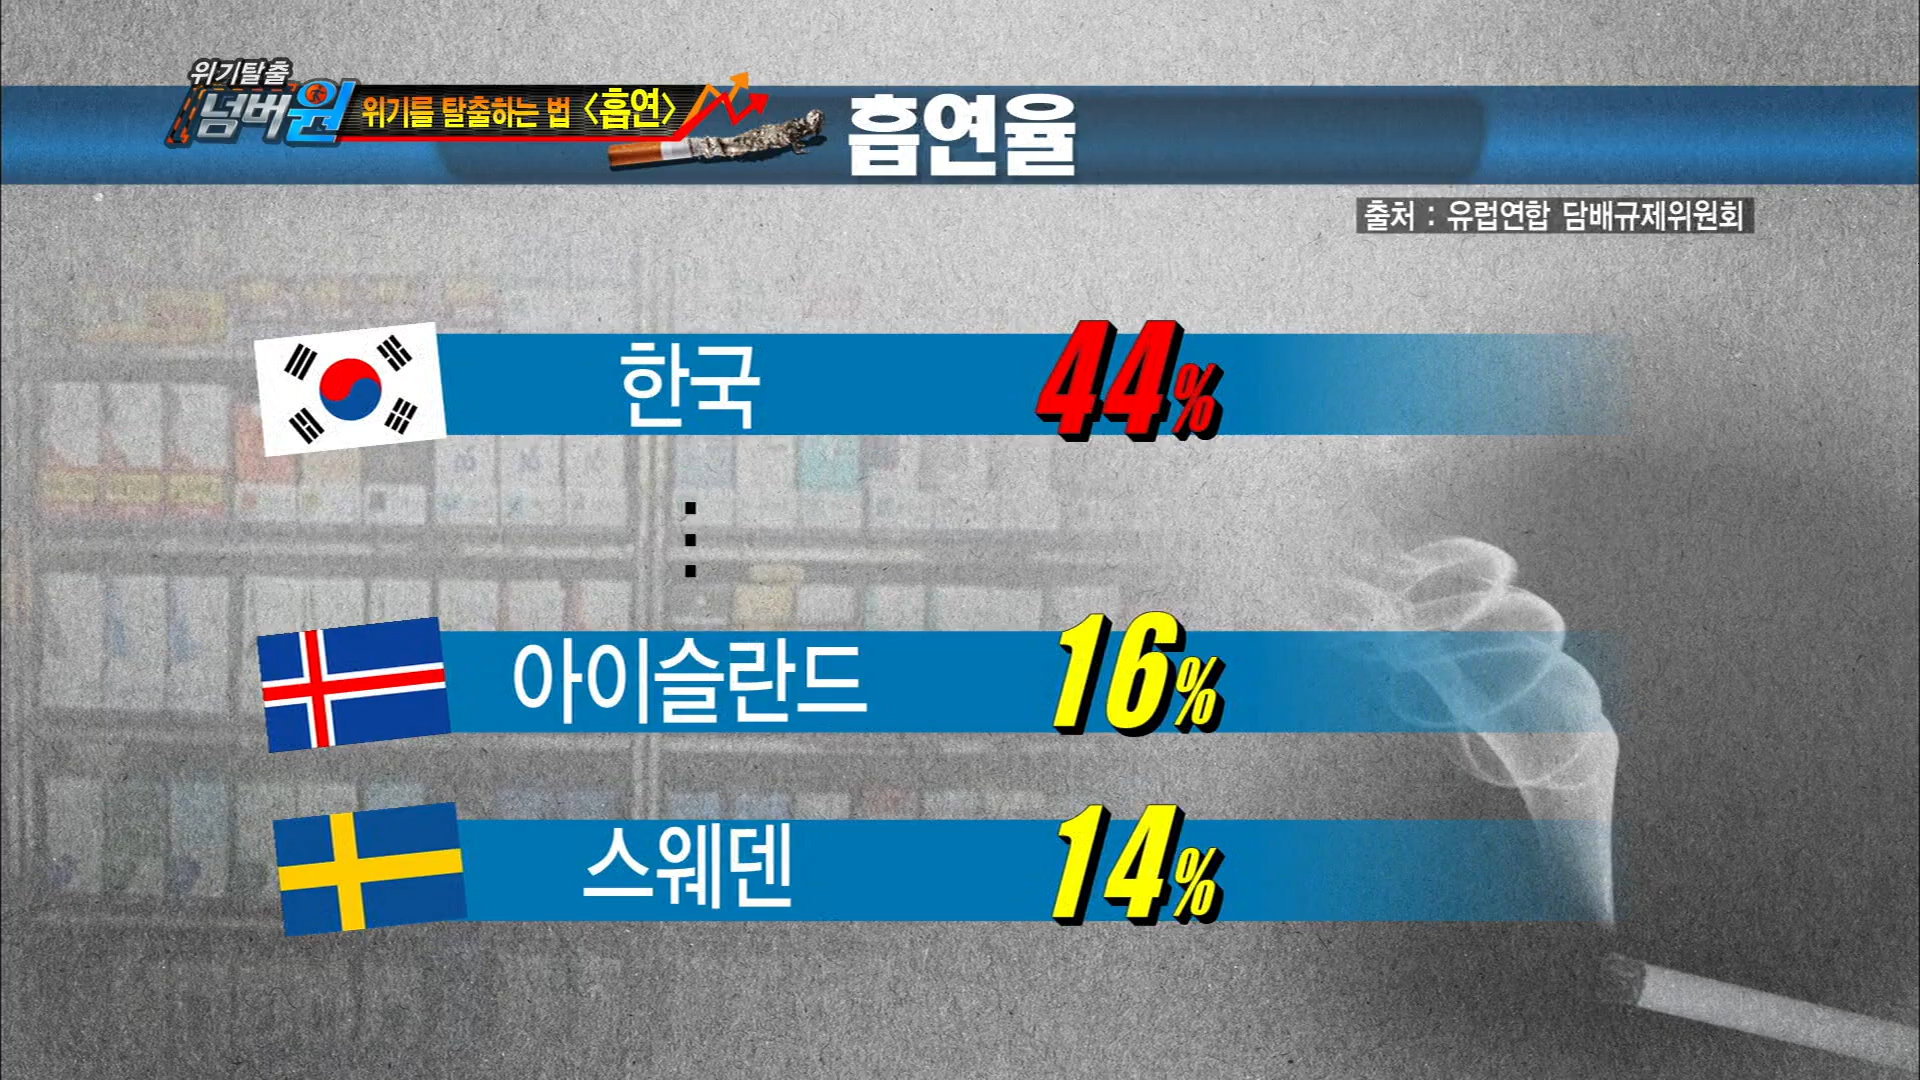 위기탈출
넘버원
위기를 탈출하는 법 <흡연>
흡연율
출처 : 유럽연합 담배규제위원회
한국 44%
아이슬란드 16%
스웨덴 14%